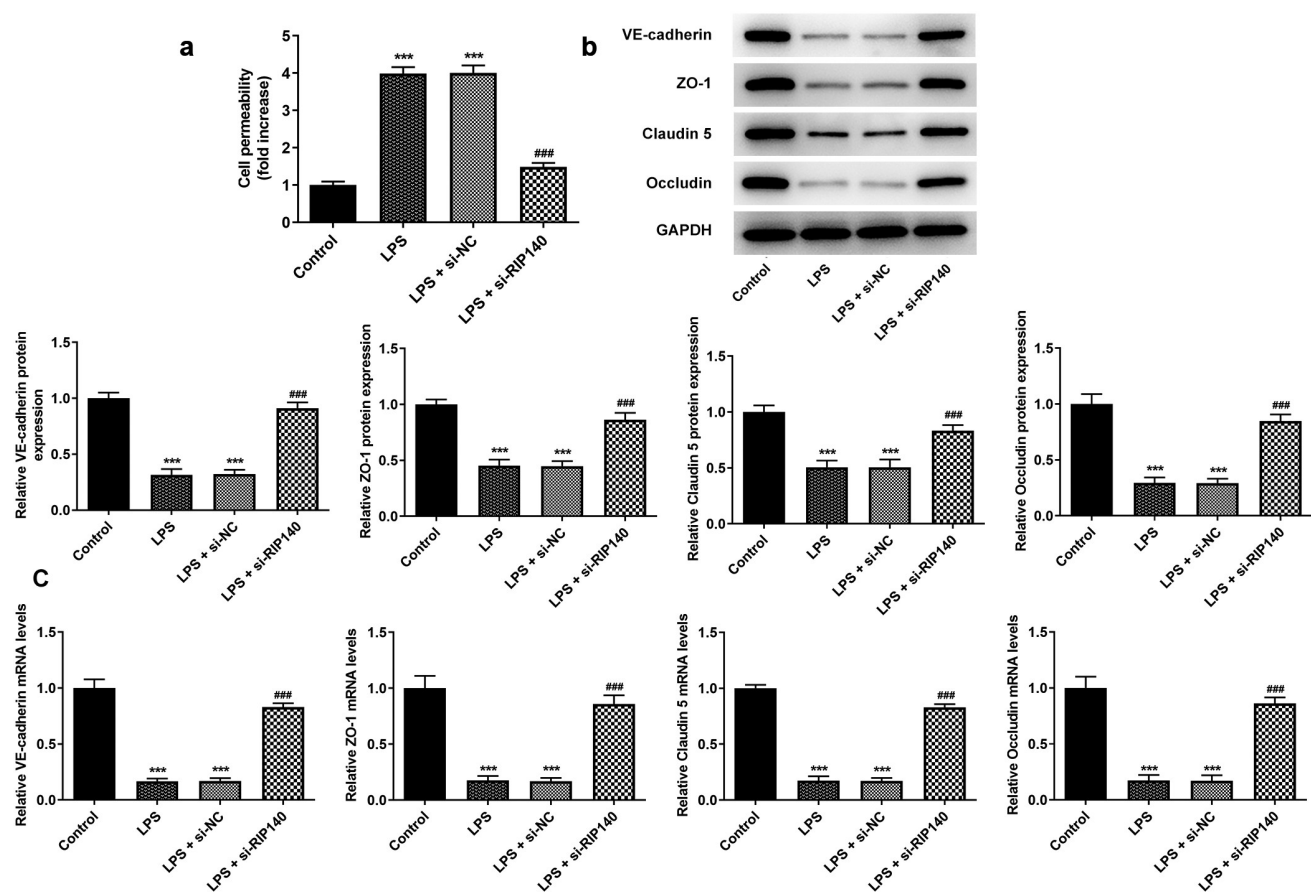 a
Cell permeability
(fold increase)
5
4
3
2
1
0
***
***
###
Control
LPS
LPS + si-NC
LPS + si-RIP140
b
VE-cadherin
ZO-1
Claudin 5
Occludin
GAPDH
Control
LPS
LPS + si-NC
LPS + si-RIP140
Relative VE-cadherin protein
expression
1.5
1.0
0.5
0.0
***
***
###
Control
LPS
LPS + si-NC
LPS + si-RIP140
Relative ZO-1 protein expression
1.5
1.0
0.5
0.0
***
***
###
Control
LPS
LPS + si-NC
LPS + si-RIP140
Relative Claudin 5 protein expression
1.5
1.0
0.5
0.0
***
***
###
Control
LPS
LPS + si-NC
LPS + si-RIP140
Relative Occludin protein expression
1.5
1.0
0.5
0.0
***
***
###
Control
LPS
LPS + si-NC
LPS + si-RIP140
C
Relative VE-cadherin mRNA levels
1.5
1.0
0.5
0.0
***
***
###
Control
LPS
LPS + si-NC
LPS + si-RIP140
Relative ZO-1 mRNA levels
1.5
1.0
0.5
0.0
***
***
###
Control
LPS
LPS + si-NC
LPS + si-RIP140
Relative Claudin 5 mRNA levels
1.5
1.0
0.5
0.0
***
***
###
Control
LPS
LPS + si-NC
LPS + si-RIP140
Relative Occludin mRNA levels
1.5
1.0
0.5
0.0
***
***
###
Control
LPS
LPS + si-NC
LPS + si-RIP140